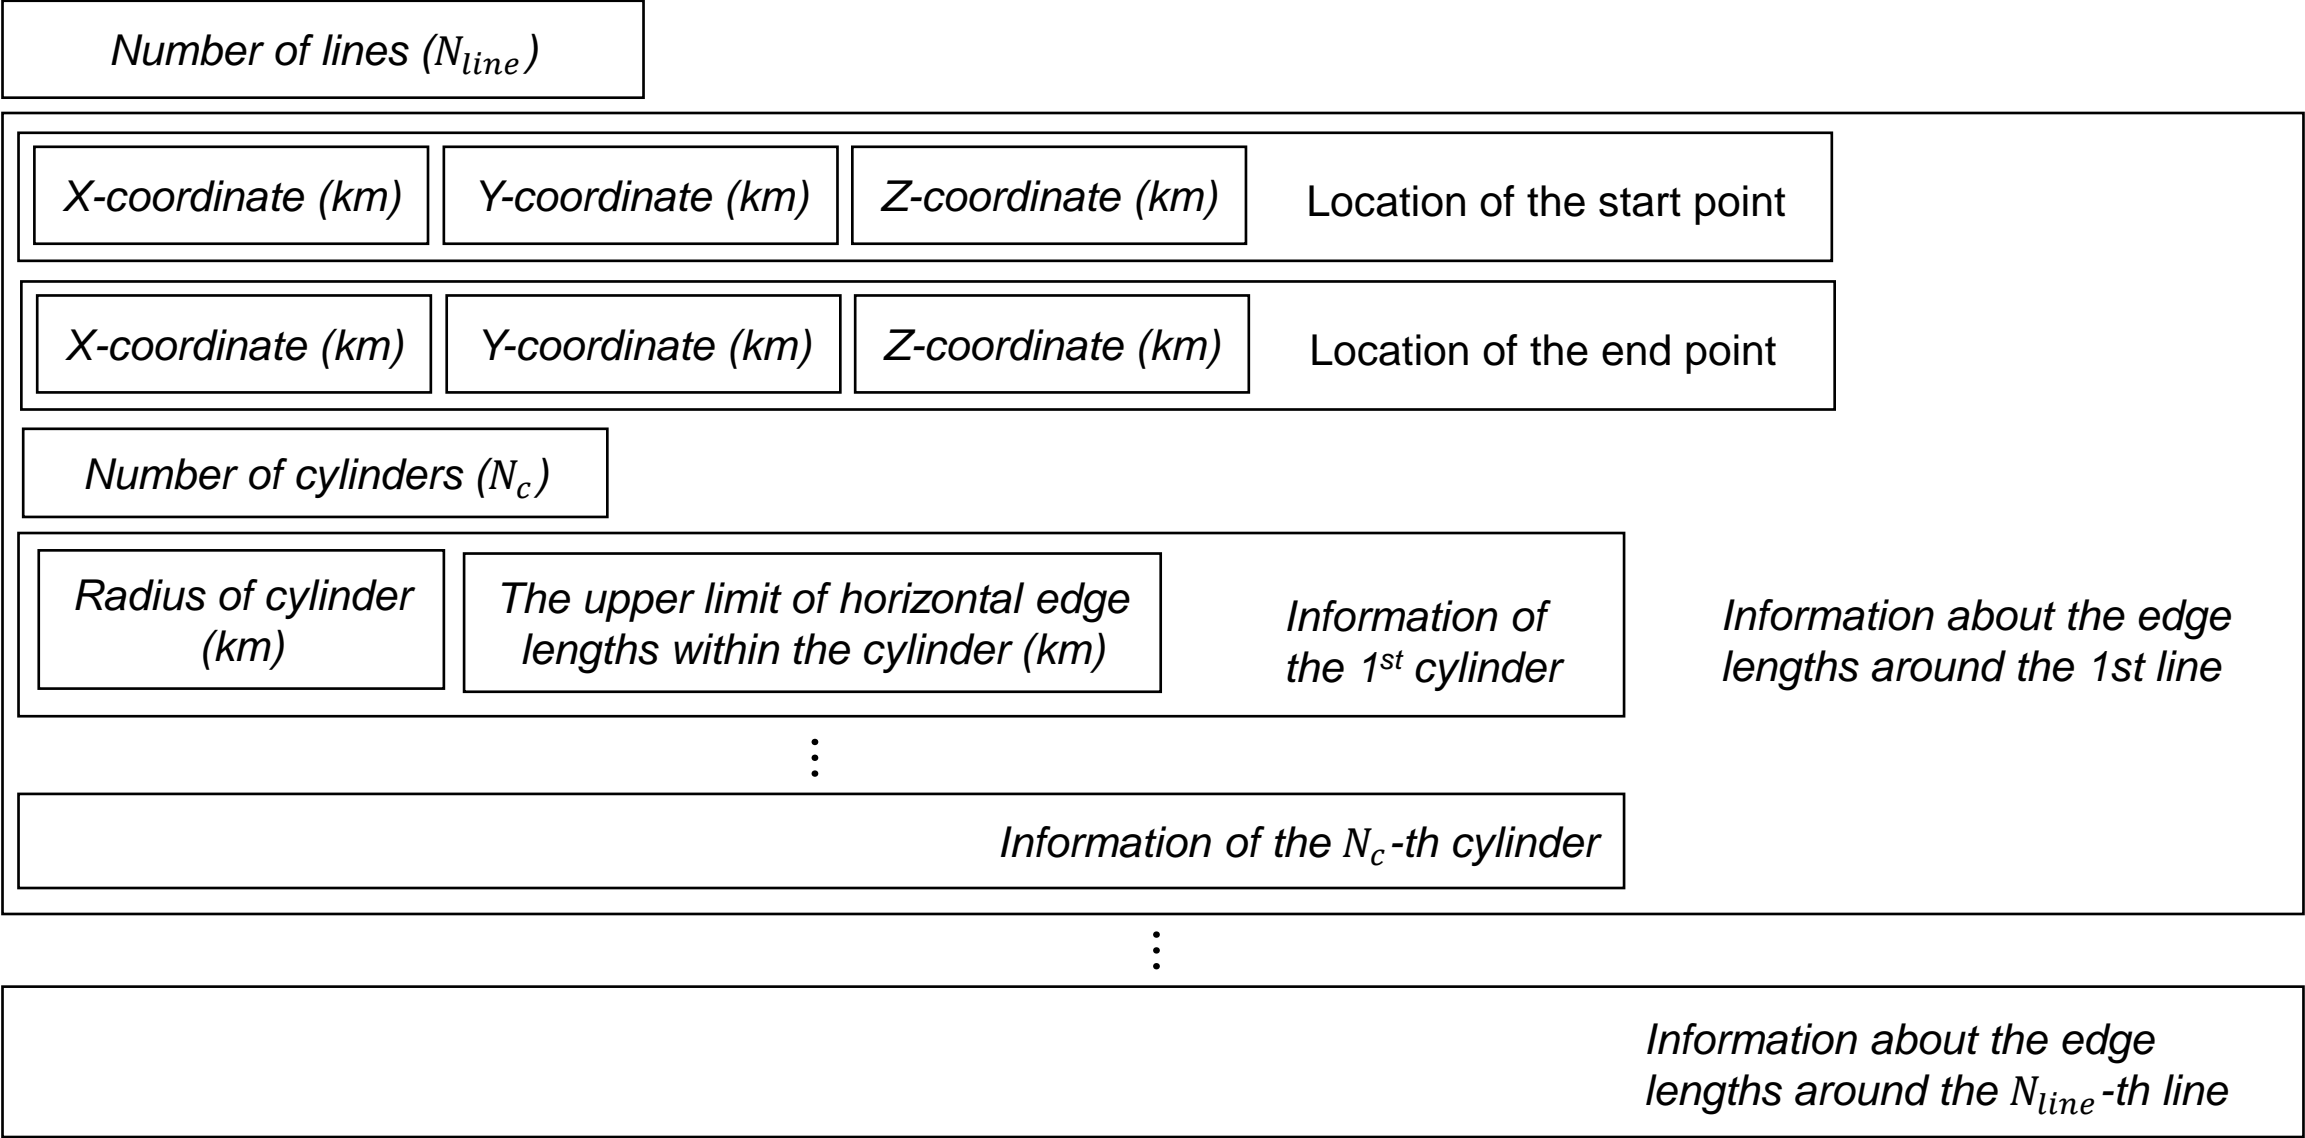 Number of lines (N_line)
X-coordinate (km) Y-coordinate (km) Z-coordinate (km) Location of the start point
X-coordinate (km) Y-coordinate (km) Z-coordinate (km) Location of the end point
Number of cylinders (N_c)
Radius of cylinder
(km)
The upper limit of horizontal edge
lengths within the cylinder (km)
Information of
the 1st cylinder
Information about the edge
lengths around the 1st line
⋮
Information of the N_c-th cylinder
⋮
Information about the edge
lengths around the N_line-th line